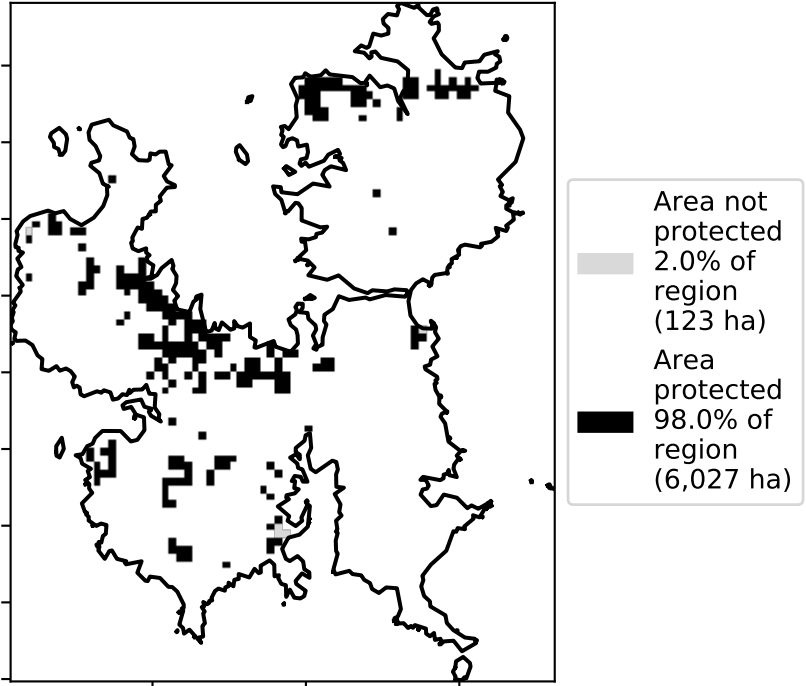 Area not
protected
2.0% of
region
(123 ha)
Area
protected
98.0% of
region
(6,027 ha)